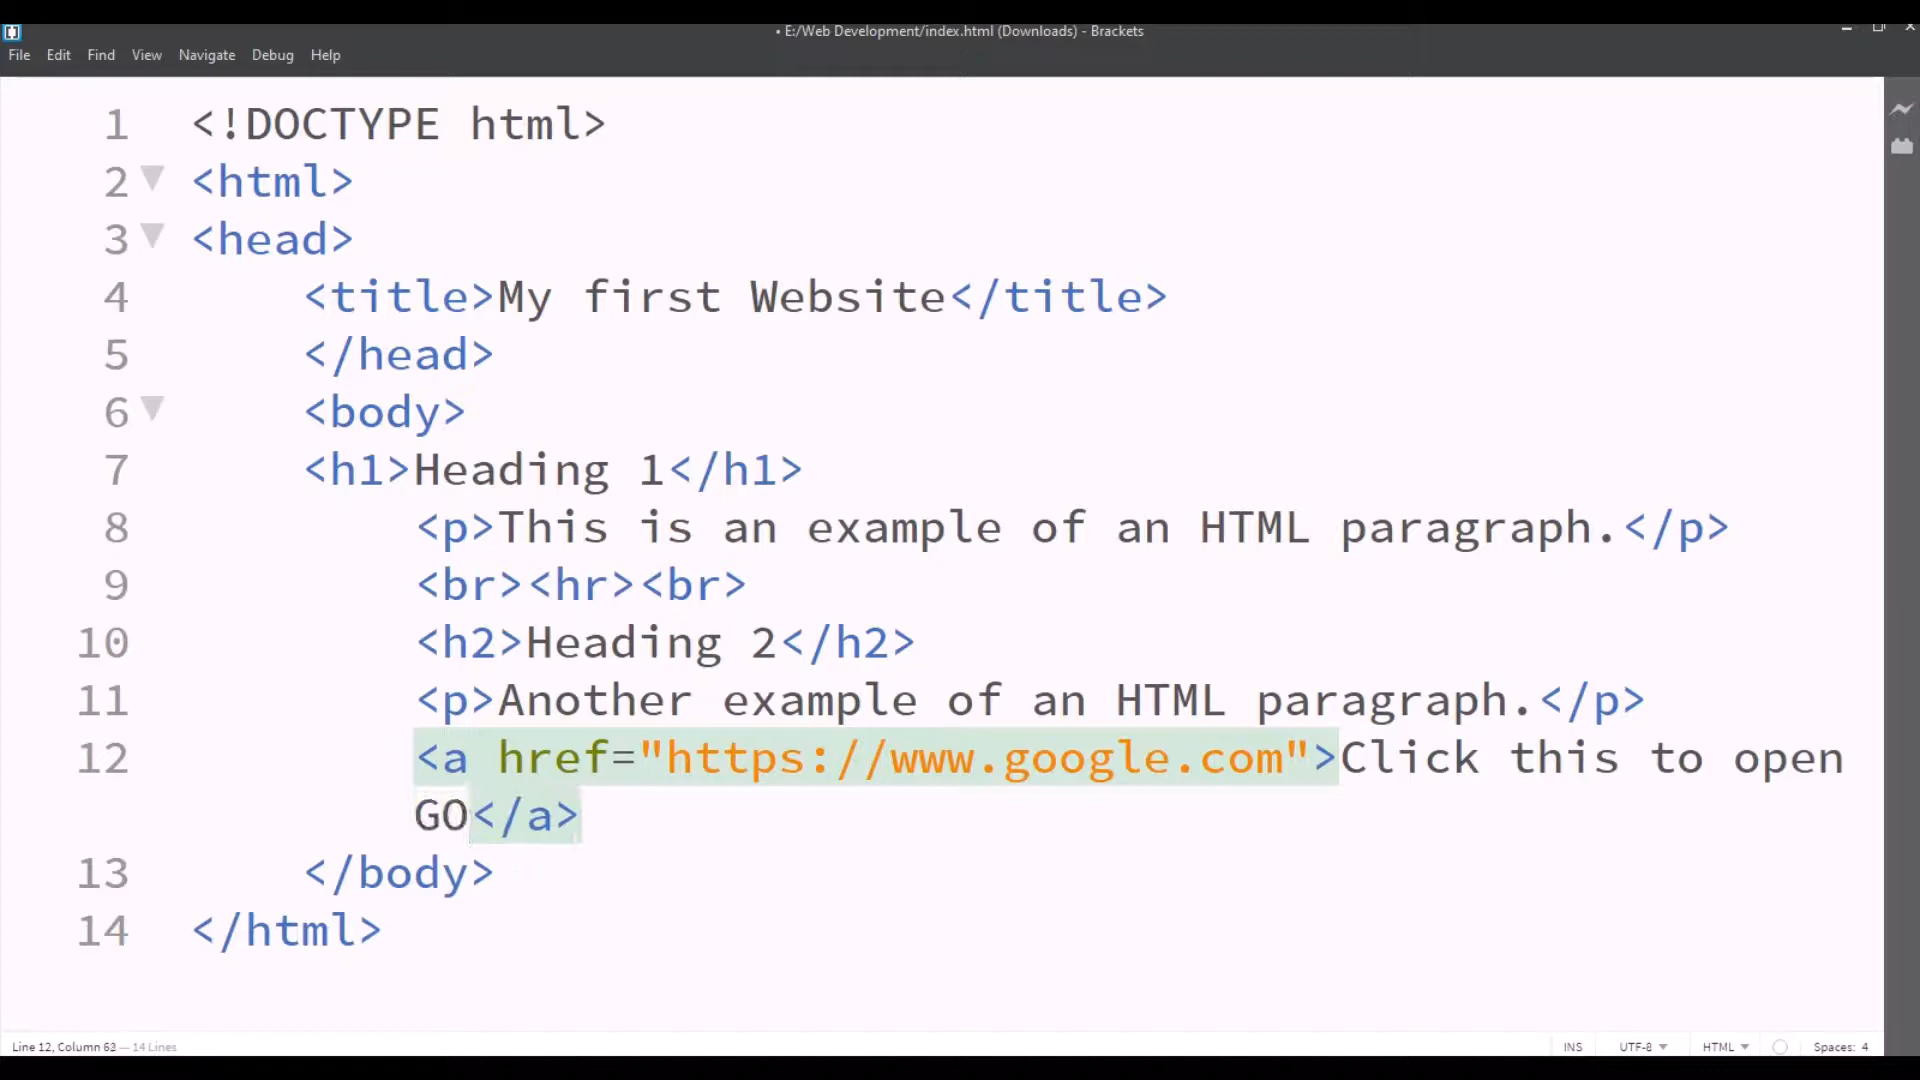 • E:/Web Development/index.html (Downloads) - Brackets
File Edit Find View Navigate Debug Help
1 <!DOCTYPE html>
2 <html>
3 <head>
4 <title>My first Website</title>
5 </head>
6 <body>
7 <h1>Heading 1</h1>
8 <p>This is an example of an HTML paragraph.</p>
9 <br><hr><br>
10 <h2>Heading 2</h2>
11 <p>Another example of an HTML paragraph.</p>
12 <a href="https://www.google.com">Click this to open
GO</a>
13 </body>
14 </html>
Line 12, Column 63 — 14 Lines INS UTF-8 HTML Spaces: 4